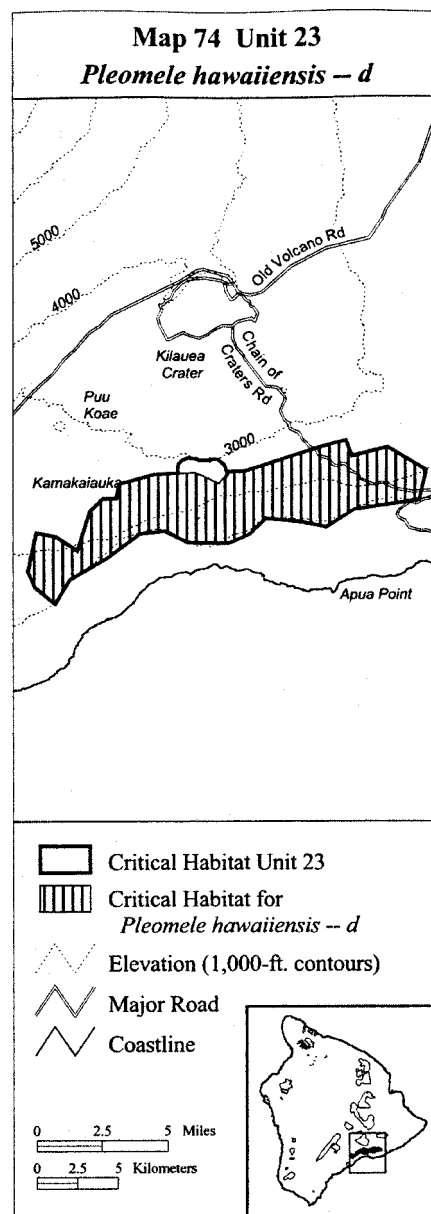 Map 74 Unit 23
Pleomele hawaiiensis -- d
5000
4000
Old Volcano Rd
Kilauea
Crater
Chain of
Craters Rd
Puu
Koae
3000
Kamakaiauka
Apua Point
Critical Habitat Unit 23
Critical Habitat for
Pleomele hawaiiensis -- d
Elevation (1,000-ft. contours)
Major Road
Coastline
0 2.5 5 Miles
0 2.5 5 Kilometers